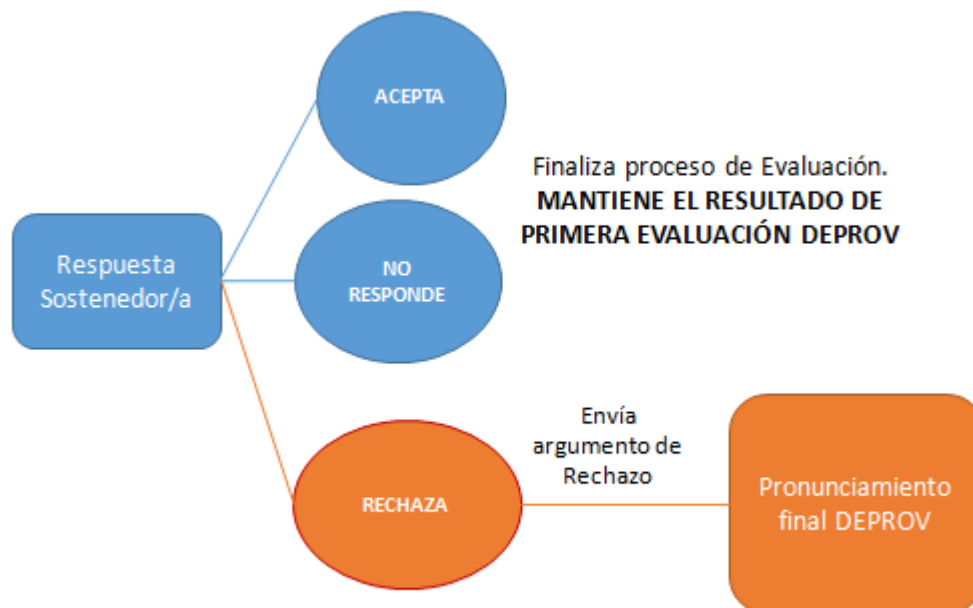 ACEPTA
Finaliza proceso de Evaluación.
MANTIENE EL RESULTADO DE
PRIMERA EVALUACIÓN DEPROV
Respuesta
Sostenedor/a
NO
RESPONDE
RECHAZA
Envía
argumento de
Rechazo
Pronunciamiento
final DEPROV